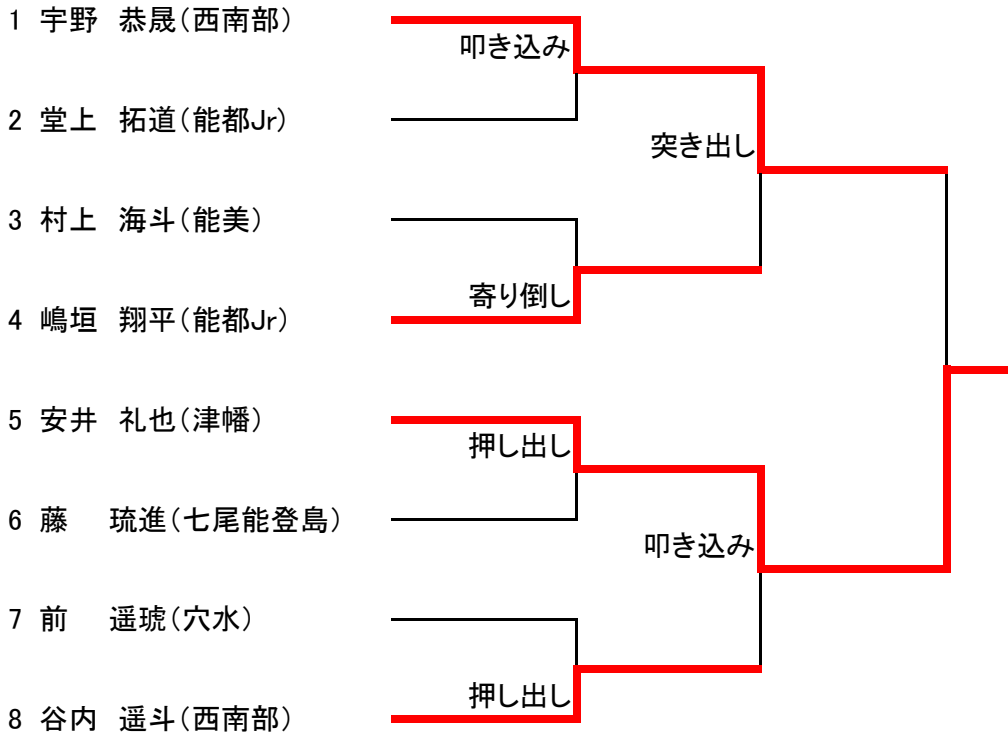 1 宇野　恭晟(西南部)
叩き込み
2 堂上　拓道(能都Jr)
突き出し
3 村上　海斗(能美)
寄り倒し
4 嶋垣　翔平(能都Jr)
5 安井　礼也(津幡)
押し出し
6 藤　　琉進(七尾能登島)
叩き込み
7 前　　遥琥(穴水)
押し出し
8 谷内　遥斗(西南部)